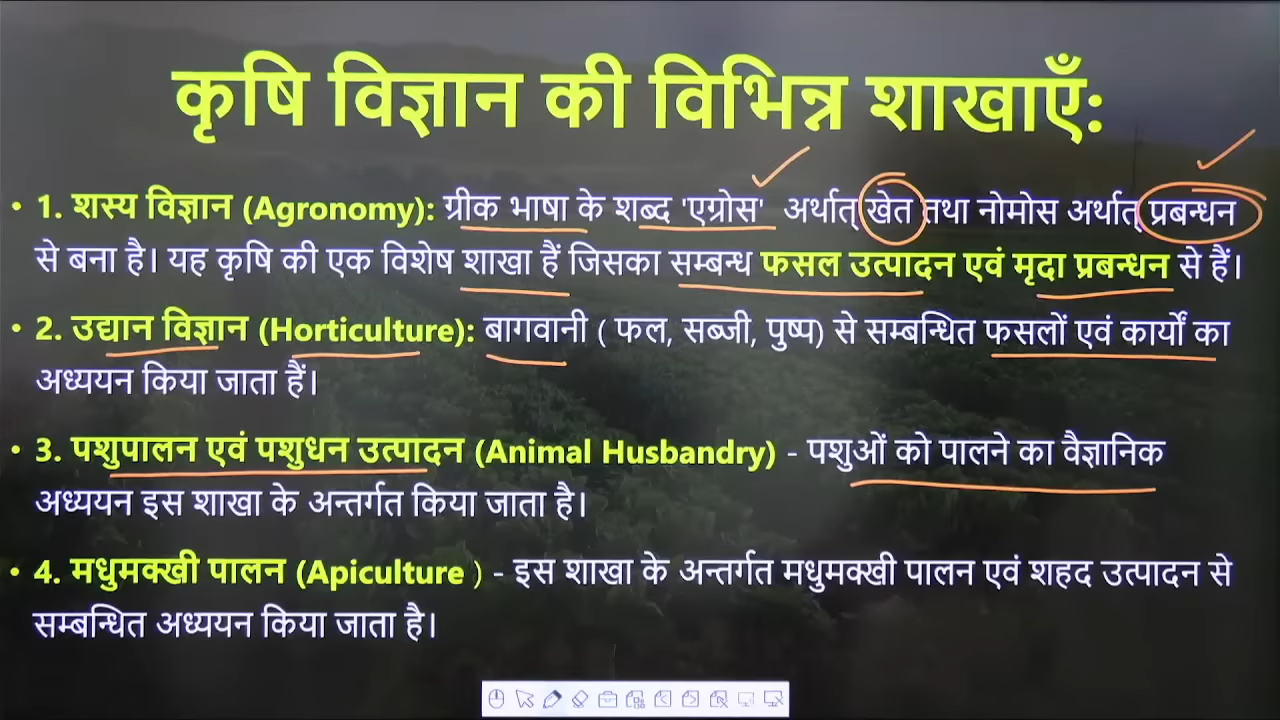 कृषि विज्ञान की विभिन्न शाखाएँ:
• 1. शस्य विज्ञान (Agronomy): ग्रीक भाषा के शब्द 'एग्रोस' अर्थात् खेत तथा नोमोस अर्थात् प्रबन्धन
से बना है। यह कृषि की एक विशेष शाखा हैं जिसका सम्बन्ध फसल उत्पादन एवं मृदा प्रबन्धन से हैं।
• 2. उद्यान विज्ञान (Horticulture): बागवानी ( फल, सब्जी, पुष्प) से सम्बन्धित फसलों एवं कार्यों का
अध्ययन किया जाता हैं।
• 3. पशुपालन एवं पशुधन उत्पादन (Animal Husbandry) - पशुओं को पालने का वैज्ञानिक
अध्ययन इस शाखा के अन्तर्गत किया जाता है।
• 4. मधुमक्खी पालन (Apiculture ) - इस शाखा के अन्तर्गत मधुमक्खी पालन एवं शहद उत्पादन से
सम्बन्धित अध्ययन किया जाता है।